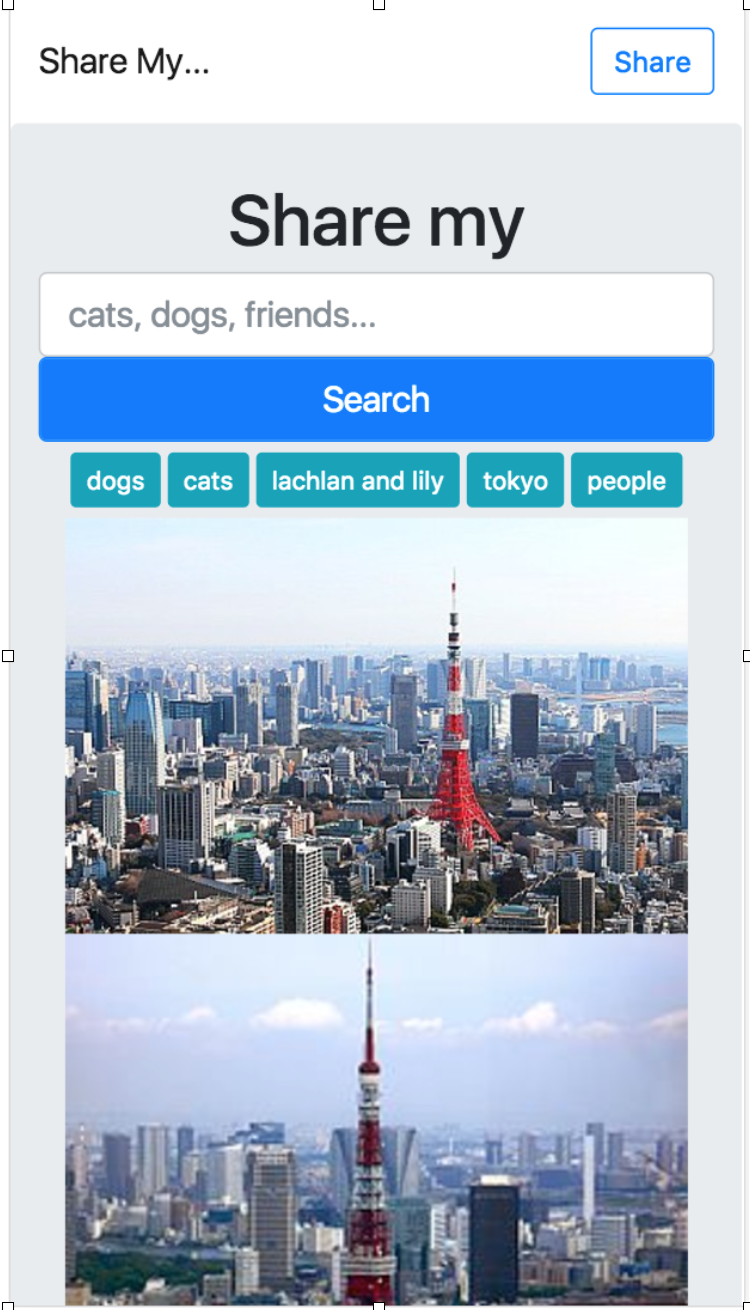 Share My... Share
Share my
cats, dogs, friends...
Search
dogs cats lachlan and lily tokyo people